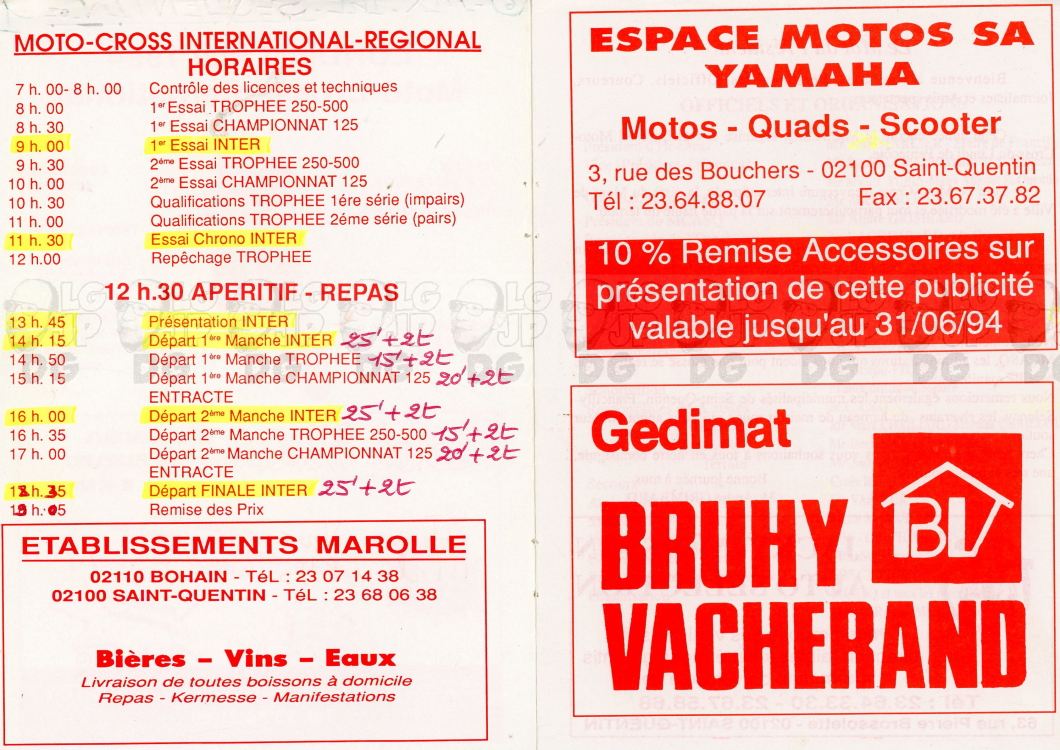 MOTO-CROSS INTERNATIONAL-REGIONAL
HORAIRES
7 h. 00- 8 h. 00 Contrôle des licences et techniques
8 h. 00 1er Essai TROPHEE 250-500
8 h. 30 1er Essai CHAMPIONNAT 125
9 h. 00 1er Essai INTER
9 h. 30 2ème Essai TROPHEE 250-500
10 h. 00 2ème Essai CHAMPIONNAT 125
10 h. 30 Qualifications TROPHEE 1ére série (impairs)
11 h. 00 Qualifications TROPHEE 2éme série (pairs)
11 h. 30 Essai Chrono INTER
12 h.00 Repêchage TROPHEE
12 h.30 APERITIF - REPAS
13 h. 45 Présentation INTER
14 h. 15 Départ 1ère Manche INTER 25'+2t
14 h. 50 Départ 1ère Manche TROPHEE 15'+2t
15 h. 15 Départ 1ère Manche CHAMPIONNAT 125 20'+2t
ENTRACTE
16 h. 00 Départ 2ème Manche INTER 25'+2t
16 h. 35 Départ 2ème Manche TROPHEE 250-500 15'+2t
17 h. 00 Départ 2ème Manche CHAMPIONNAT 125 20'+2t
ENTRACTE
Départ FINALE INTER 25'+2t
Remise des Prix
ETABLISSEMENTS MAROLLE
02110 BOHAIN - TéL : 23 07 14 38
02100 SAINT-QUENTIN - TéL : 23 68 06 38
Bières – Vins – Eaux
Livraison de toutes boissons à domicile
Repas - Kermesse - Manifestations
ESPACE MOTOS SA
YAMAHA
Motos - Quads - Scooter
3, rue des Bouchers - 02100 Saint-Quentin
Tél : 23.64.88.07 Fax : 23.67.37.82
10 % Remise Accessoires sur
présentation de cette publicité
valable jusqu'au 31/06/94
Gedimat
BRUHY
VACHERAND
BV
LG
JP
DG